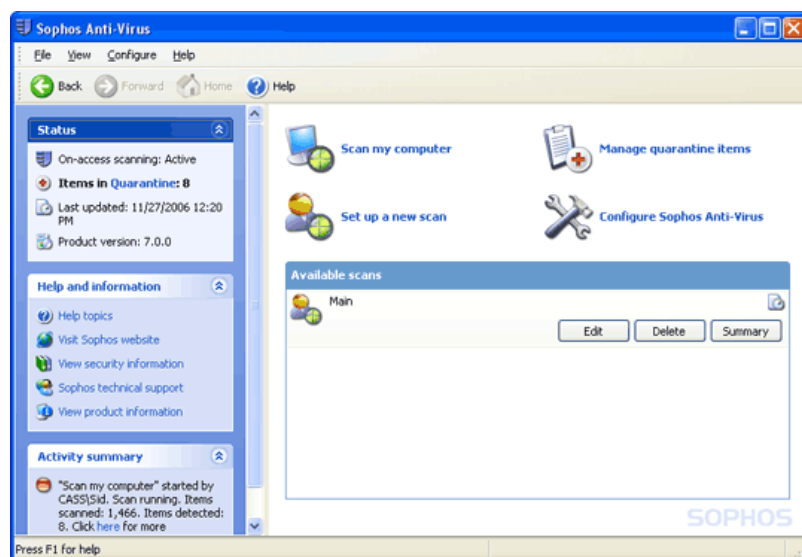 Sophos Anti-Virus
File View Configure Help
Back Forward Home Help
Status
On-access scanning: Active
Items in Quarantine: 8
Last updated: 11/27/2006 12:20
PM
Product version: 7.0.0
Help and information
Help topics
Visit Sophos website
View security information
Sophos technical support
View product information
Activity summary
"Scan my computer" started by
CASS\Sid. Scan running. Items
scanned: 1,466. Items detected:
8. Click here for more
Scan my computer
Manage quarantine items
Set up a new scan
Configure Sophos Anti-Virus
Available scans
Main
Edit Delete Summary
SOPHOS
Press F1 for help